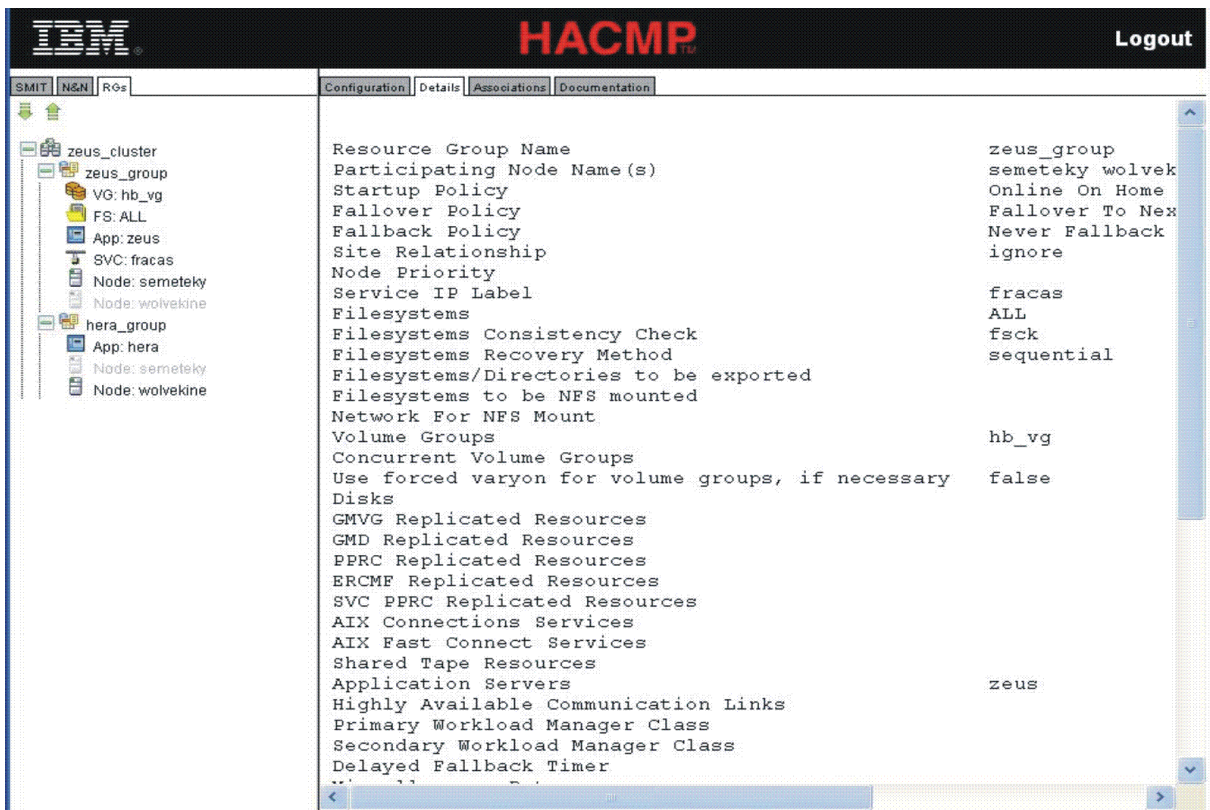 IBM®
HACMP™
Logout
SMIT N&N RGs
zeus_cluster
zeus_group
VG: hb_vg
FS: ALL
App: zeus
SVC: fracas
Node: semeteky
Node: wolvekine
hera_group
App: hera
Node: semeteky
Node: wolvekine
Configuration Details Associations Documentation
Resource Group Name zeus_group
Participating Node Name(s) semeteky wolvek
Startup Policy Online On Home
Fallover Policy Fallover To Nex
Fallback Policy Never Fallback
Site Relationship ignore
Node Priority
Service IP Label fracas
Filesystems ALL
Filesystems Consistency Check fsck
Filesystems Recovery Method sequential
Filesystems/Directories to be exported
Filesystems to be NFS mounted
Network For NFS Mount
Volume Groups hb_vg
Concurrent Volume Groups
Use forced varyon for volume groups, if necessary false
Disks
GMVG Replicated Resources
GMD Replicated Resources
PPRC Replicated Resources
ERCMF Replicated Resources
SVC PPRC Replicated Resources
AIX Connections Services
AIX Fast Connect Services
Shared Tape Resources
Application Servers zeus
Highly Available Communication Links
Primary Workload Manager Class
Secondary Workload Manager Class
Delayed Fallback Timer